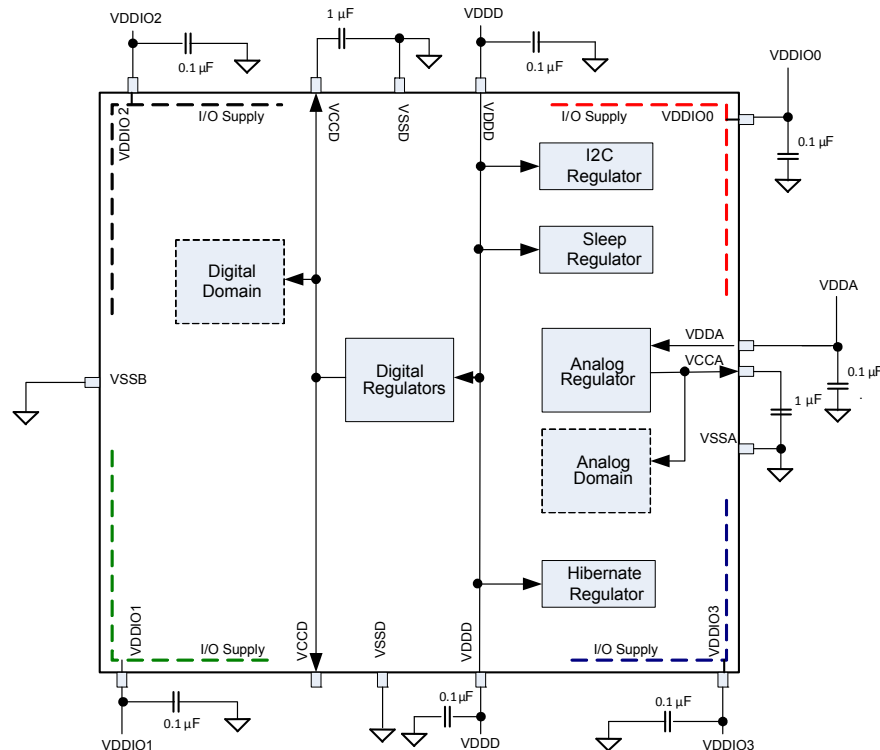 VDDIO2
1 µF
VDDD
0.1 µF
0.1 µF
VDDIO0
0.1 µF
VDDIO 2
I/O Supply
VCCD
VSSD
VDDD
I/O Supply
VDDIO0
I2C
Regulator
Sleep
Regulator
Digital
Domain
VDDA
VDDA
Digital
Regulators
Analog
Regulator
VCCA
0.1 µF
.
1 µF
VSSB
VSSA
Analog
Domain
Hibernate
Regulator
VDDIO1
I/O Supply
VCCD
VSSD
VDDD
I/O Supply
VDDIO3
0.1 µF
0.1 µF
0.1 µF
VDDIO1
VDDD
VDDIO3